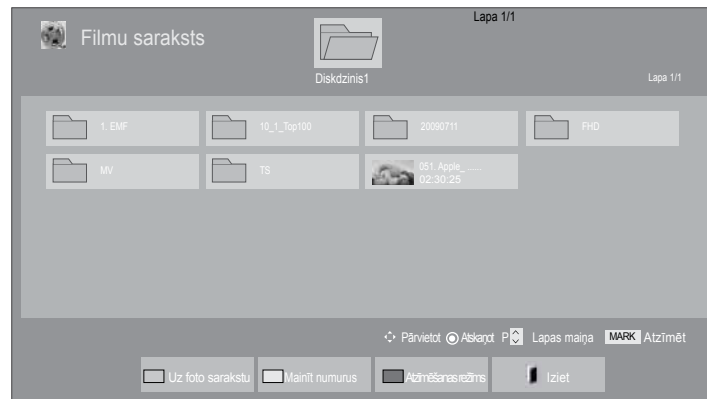 Lapa 1/1
Filmu saraksts
Diskdzinis1
Lapa 1/1
1. EMF
10_1_Top100
20090711
FHD
MV
TS
051. Apple_ ......
02:30:25
Pārvietot Atskaņot P Lapas maiņa MARK Atzīmēt
Uz foto sarakstu Mainīt numurus Atzīmēšanas režīms Iziet